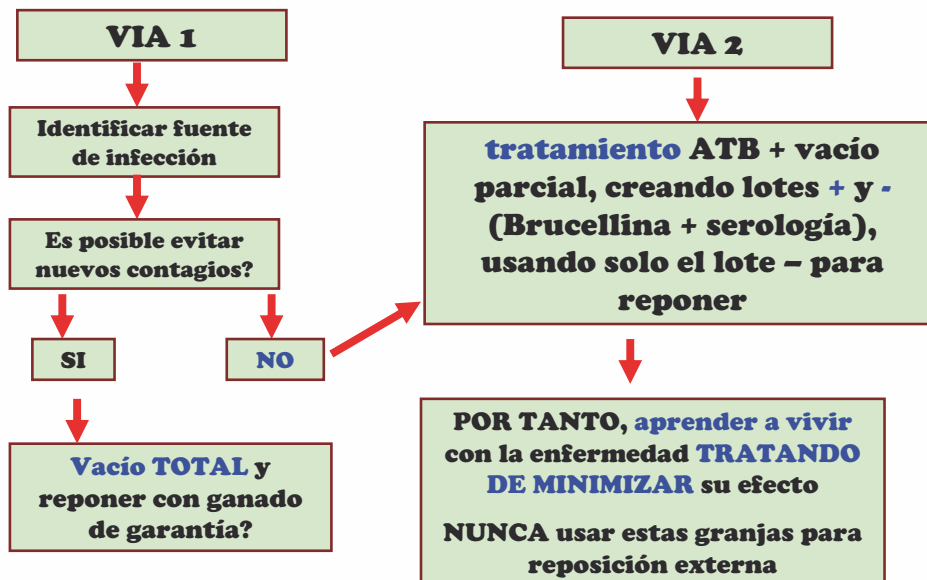 VIA 1
Identificar fuente
de infección
Es posible evitar
nuevos contagios?
SI
NO
Vacío TOTAL y
reponer con ganado
de garantía?
VIA 2
tratamiento ATB + vacío
parcial, creando lotes + y -
(Brucellina + serología),
usando solo el lote – para
reponer
POR TANTO, aprender a vivir
con la enfermedad TRATANDO
DE MINIMIZAR su efecto
NUNCA usar estas granjas para
reposición externa